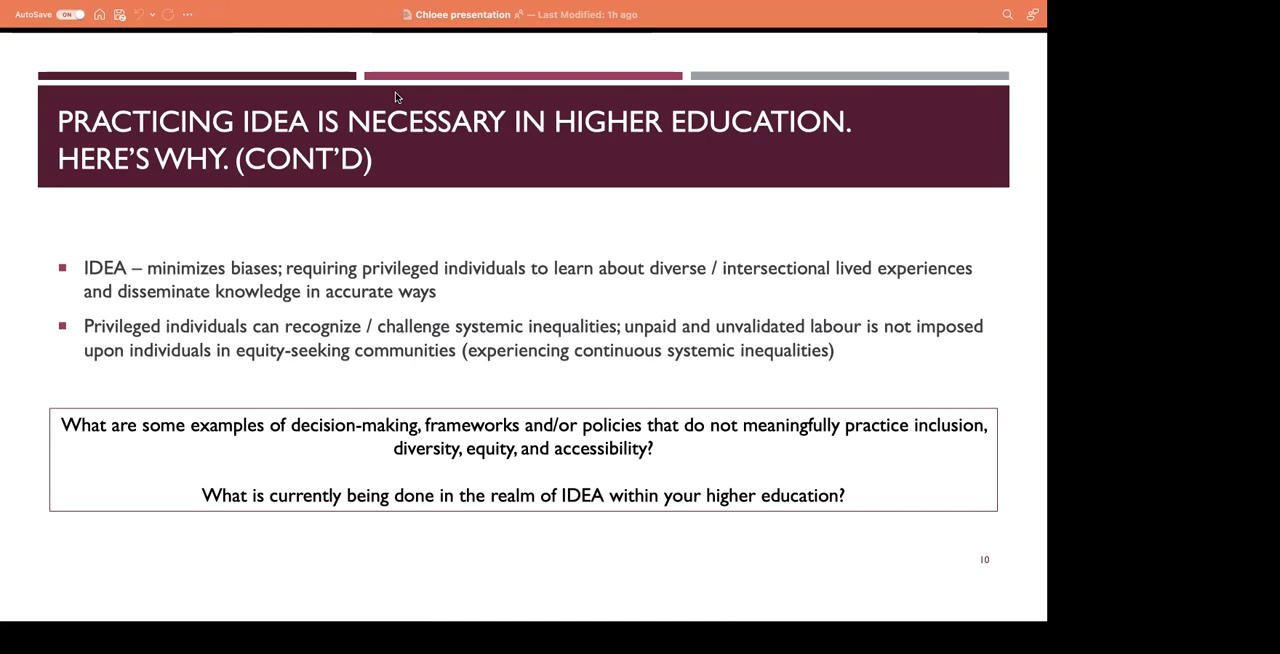 AutoSave ON ... Chloee presentation — Last Modified: 1h ago
PRACTICING IDEA IS NECESSARY IN HIGHER EDUCATION.
HERE'S WHY. (CONT'D)
IDEA – minimizes biases; requiring privileged individuals to learn about diverse / intersectional lived experiences
and disseminate knowledge in accurate ways
Privileged individuals can recognize / challenge systemic inequalities; unpaid and unvalidated labour is not imposed
upon individuals in equity-seeking communities (experiencing continuous systemic inequalities)
What are some examples of decision-making, frameworks and/or policies that do not meaningfully practice inclusion,
diversity, equity, and accessibility?
What is currently being done in the realm of IDEA within your higher education?
10